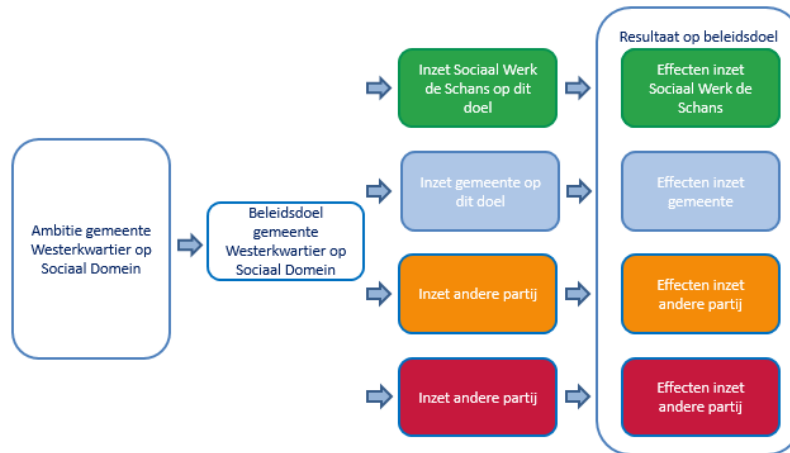 Ambitie gemeente
Westerkwartier op
Sociaal Domein
Beleidsdoel
gemeente
Westerkwartier op
Sociaal Domein
Inzet Sociaal Werk
de Schans op dit
doel
Inzet gemeente op
dit doel
Inzet andere partij
Inzet andere partij
Resultaat op beleidsdoel
Effecten inzet
Sociaal Werk de
Schans
Effecten inzet
gemeente
Effecten inzet
andere partij
Effecten inzet
andere partij